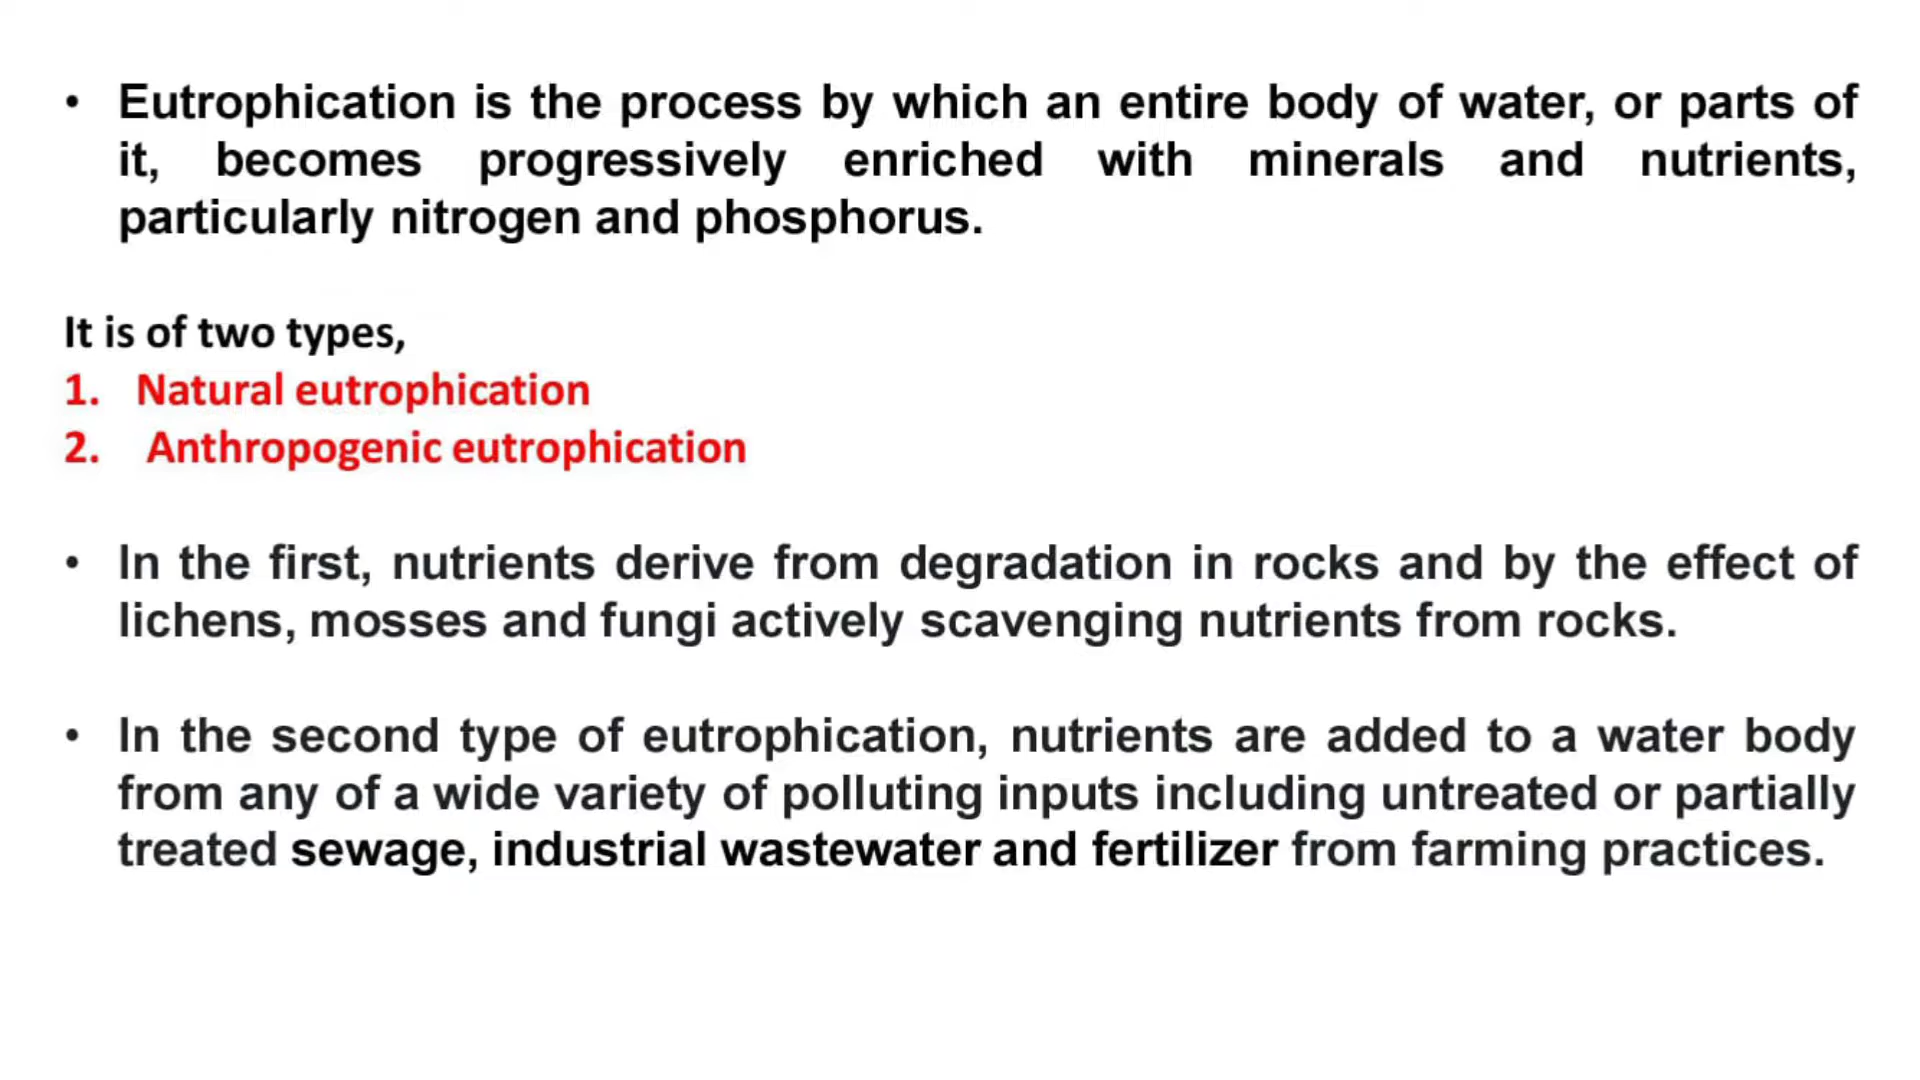 • Eutrophication is the process by which an entire body of water, or parts of
it, becomes progressively enriched with minerals and nutrients,
particularly nitrogen and phosphorus.
It is of two types,
1. Natural eutrophication
2. Anthropogenic eutrophication
• In the first, nutrients derive from degradation in rocks and by the effect of
lichens, mosses and fungi actively scavenging nutrients from rocks.
• In the second type of eutrophication, nutrients are added to a water body
from any of a wide variety of polluting inputs including untreated or partially
treated sewage, industrial wastewater and fertilizer from farming practices.